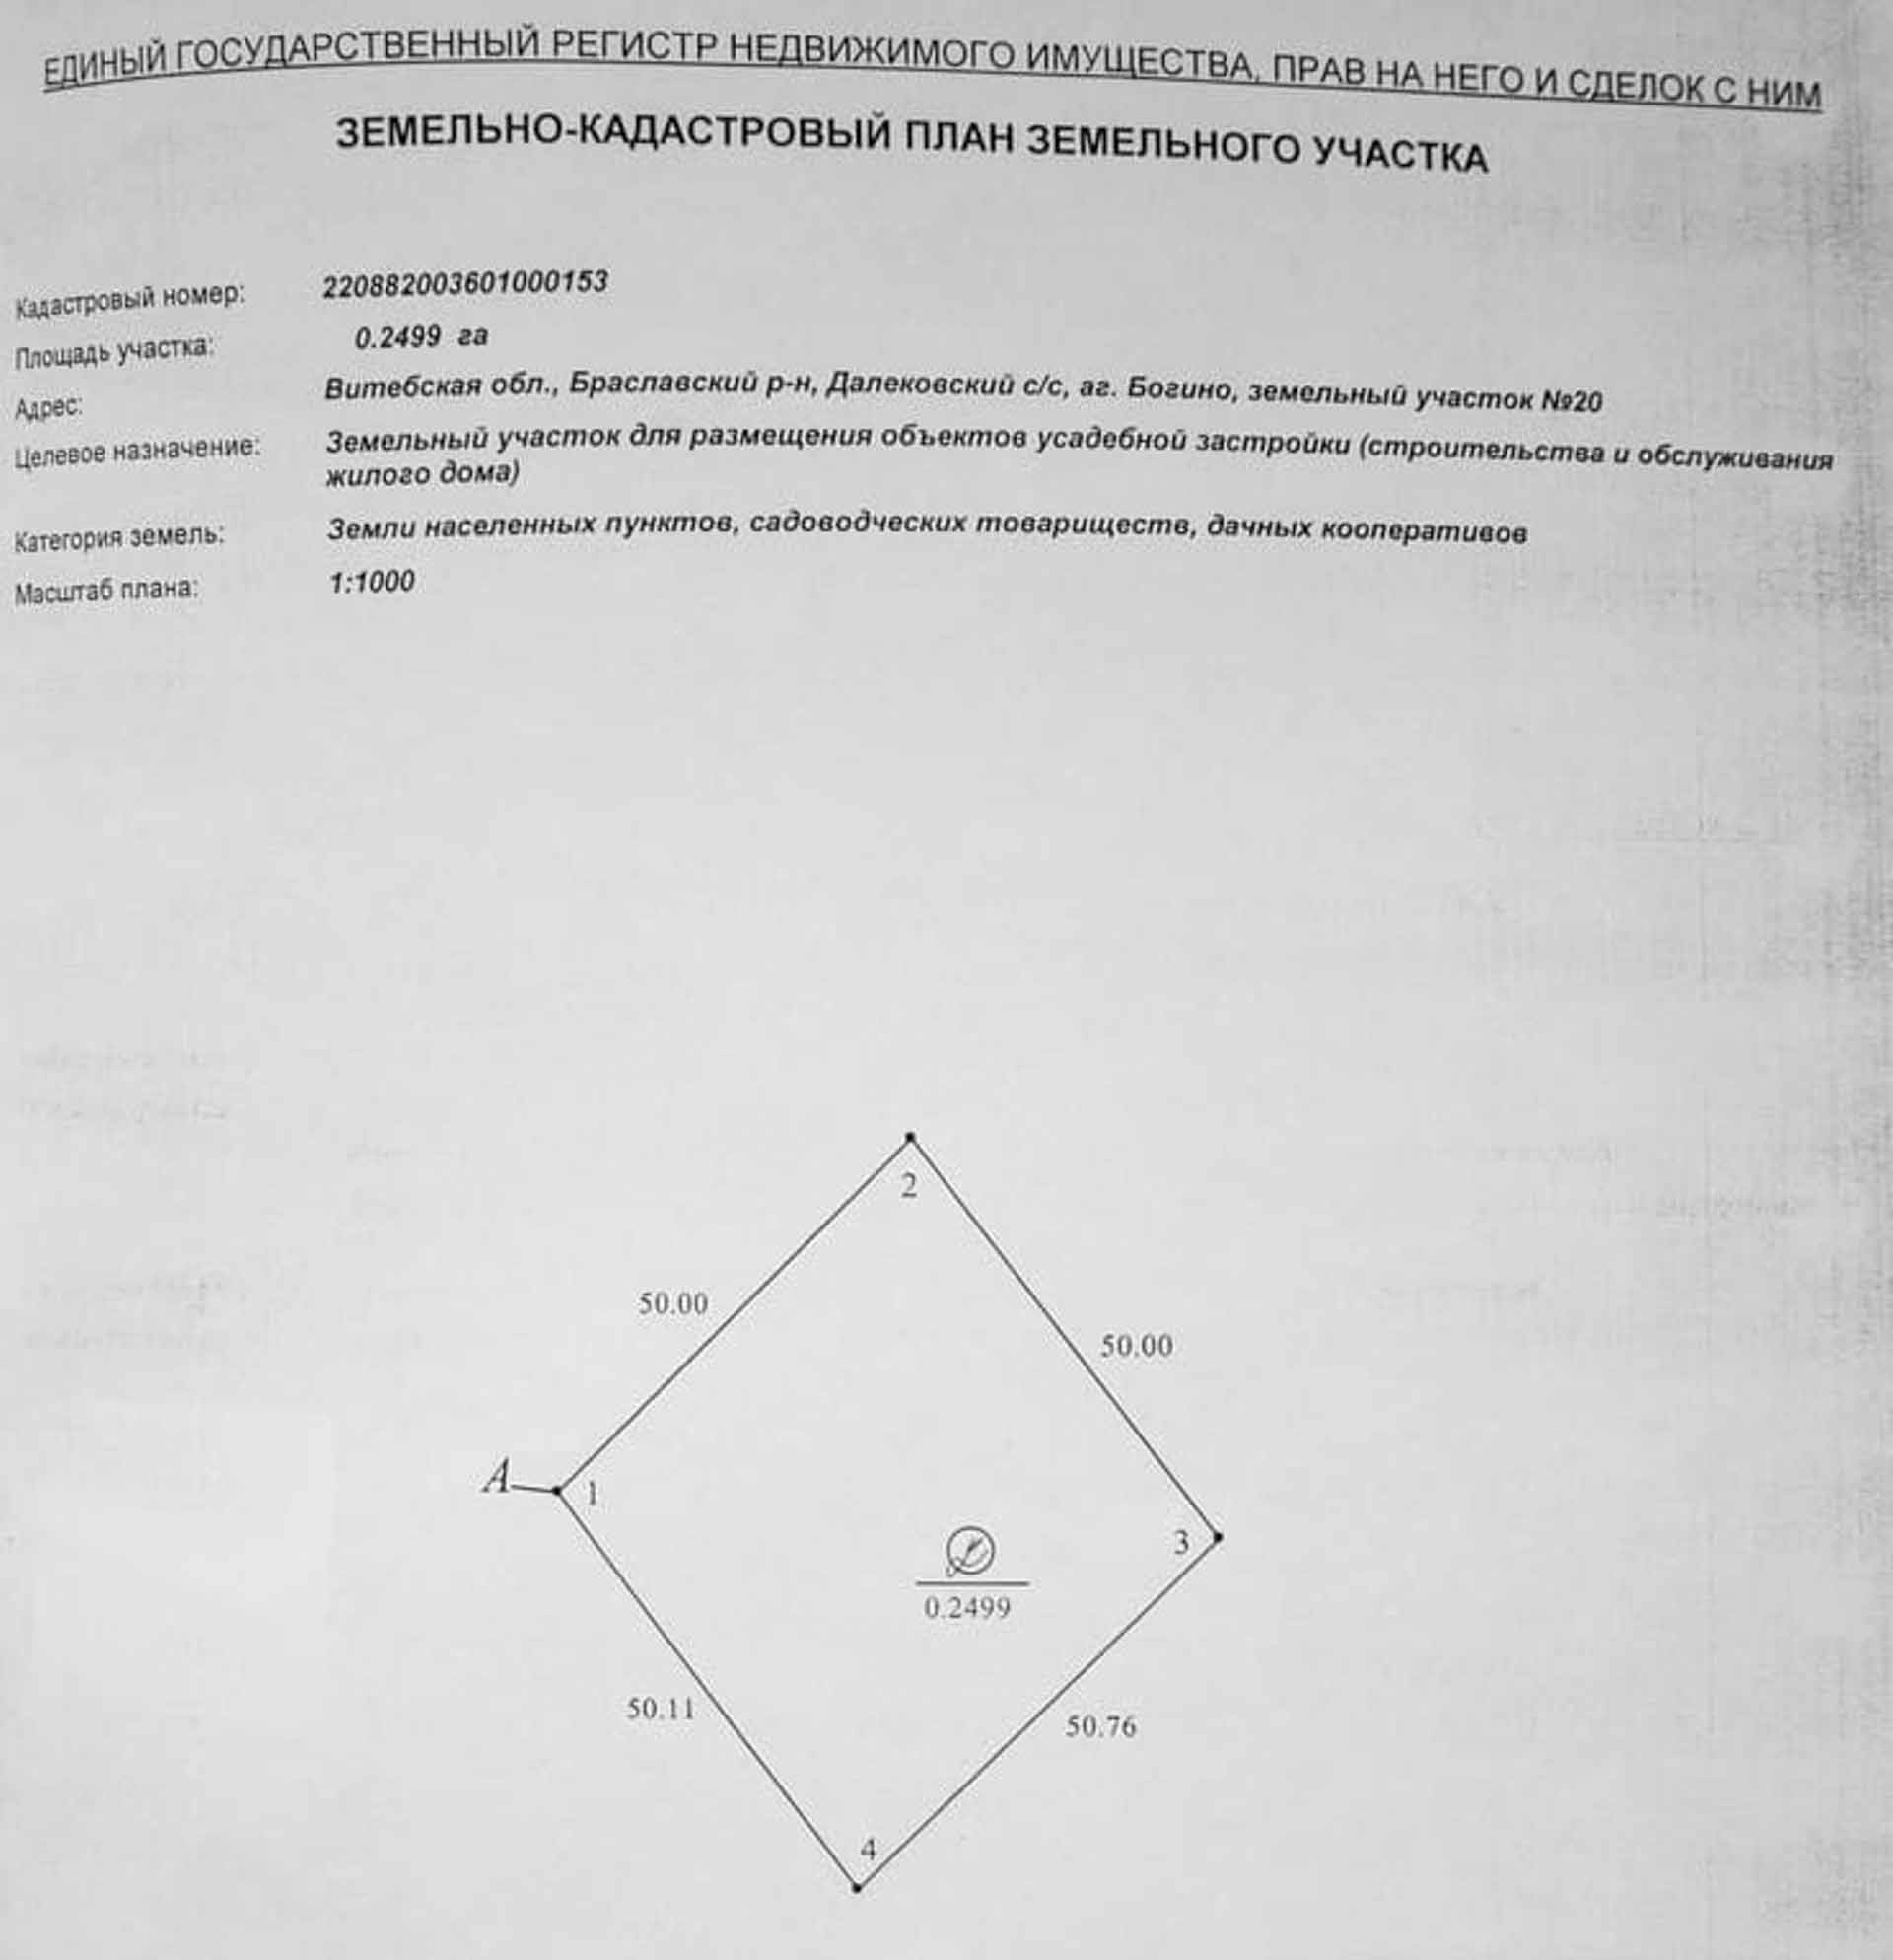 ЕДИНЫЙ ГОСУДАРСТВЕННЫЙ РЕГИСТР НЕДВИЖИМОГО ИМУЩЕСТВА, ПРАВ НА НЕГО И СДЕЛОК С НИМ
ЗЕМЕЛЬНО-КАДАСТРОВЫЙ ПЛАН ЗЕМЕЛЬНОГО УЧАСТКА
Кадастровый номер: 220882003601000153
Площадь участка: 0.2499 га
Адрес: Витебская обл., Браславский р-н, Далековский с/с, аг. Богино, земельный участок №20
Целевое назначение: Земельный участок для размещения объектов усадебной застройки (строительства и обслуживания
жилого дома)
Категория земель: Земли населенных пунктов, садоводческих товариществ, дачных кооперативов
Масштаб плана: 1:1000
2
50.00
50.00
А 1
3
0.2499
50.11
50.76
4